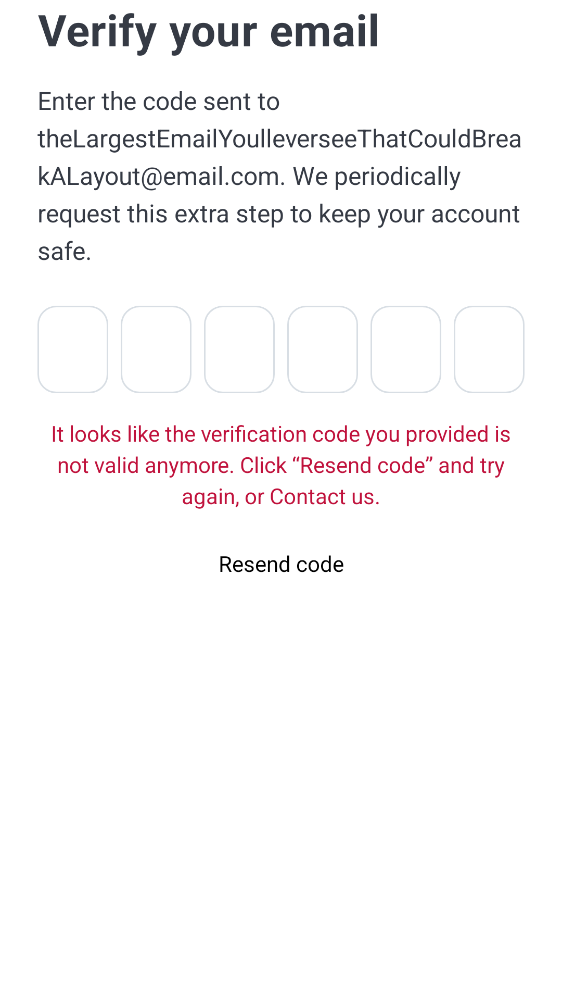 Verify your email
Enter the code sent to
theLargestEmailYoulleverseeThatCouldBrea
kALayout@email.com. We periodically
request this extra step to keep your account
safe.
It looks like the verification code you provided is
not valid anymore. Click “Resend code” and try
again, or Contact us.
Resend code